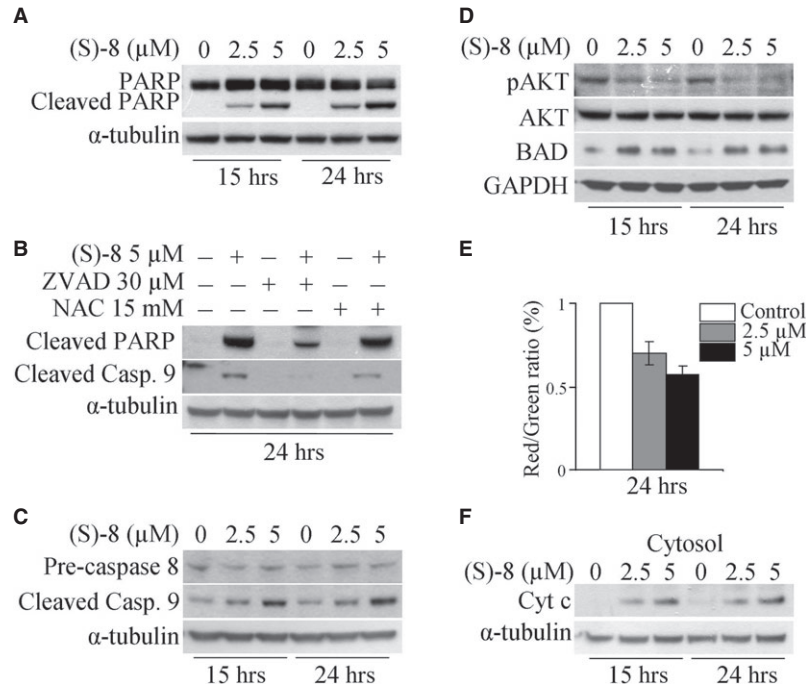 A
(S)-8 (µM) 0 2.5 5 0 2.5 5
PARP
Cleaved PARP
α-tubulin
15 hrs 24 hrs
B
(S)-8 5 µM – + – + – +
ZVAD 30 µM – – + + – –
NAC 15 mM – – – – + +
Cleaved PARP
Cleaved Casp. 9
α-tubulin
24 hrs
C
(S)-8 (µM) 0 2.5 5 0 2.5 5
Pre-caspase 8
Cleaved Casp. 9
α-tubulin
15 hrs 24 hrs
D
(S)-8 (µM) 0 2.5 5 0 2.5 5
pAKT
AKT
BAD
GAPDH
15 hrs 24 hrs
E
Red/Green ratio (%)
1
0.5
0
Control
2.5 µM
5 µM
24 hrs
F
Cytosol
(S)-8 (µM) 0 2.5 5 0 2.5 5
Cyt c
α-tubulin
15 hrs 24 hrs